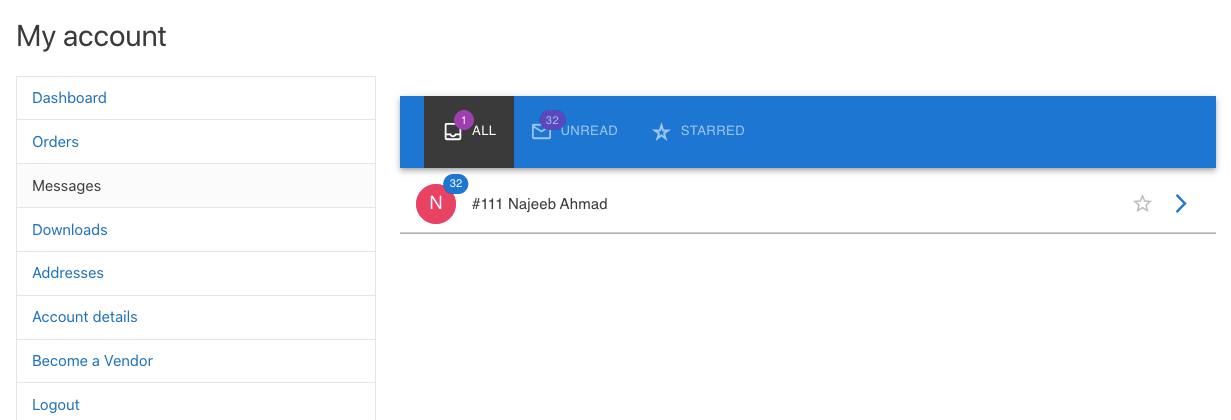 My account
Dashboard
Orders
Messages
Downloads
Addresses
Account details
Become a Vendor
Logout
1 ALL 32 UNREAD STARRED
32
N #111 Najeeb Ahmad